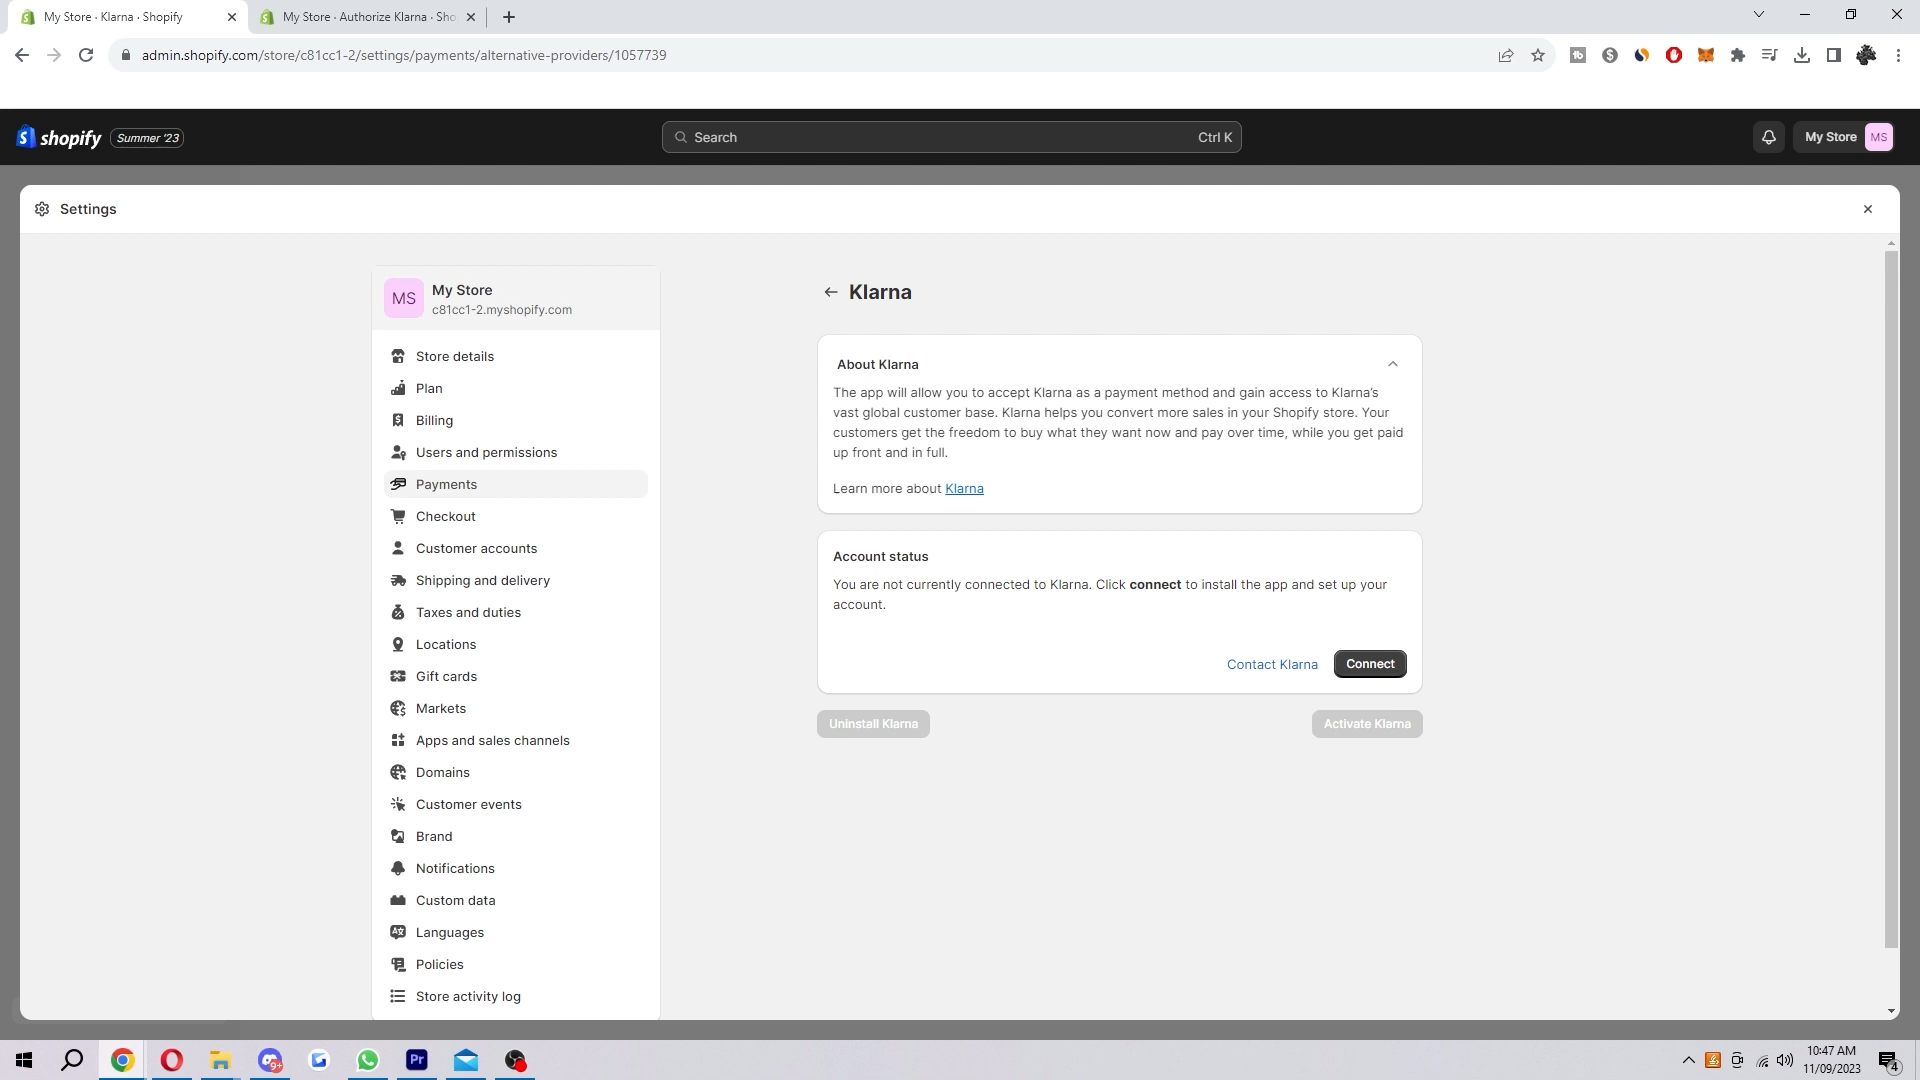 My Store · Klarna · Shopify
My Store · Authorize Klarna · Sho
admin.shopify.com/store/c81cc1-2/settings/payments/alternative-providers/1057739
shopify
Summer '23
Search
Ctrl K
My Store
MS
Settings
MS
My Store
c81cc1-2.myshopify.com
Store details
Plan
Billing
Users and permissions
Payments
Checkout
Customer accounts
Shipping and delivery
Taxes and duties
Locations
Gift cards
Markets
Apps and sales channels
Domains
Customer events
Brand
Notifications
Custom data
Languages
Policies
Store activity log
Klarna
About Klarna
The app will allow you to accept Klarna as a payment method and gain access to Klarna's
vast global customer base. Klarna helps you convert more sales in your Shopify store. Your
customers get the freedom to buy what they want now and pay over time, while you get paid
up front and in full.
Learn more about Klarna
Account status
You are not currently connected to Klarna. Click connect to install the app and set up your
account.
Contact Klarna
Connect
Uninstall Klarna
Activate Klarna
9+
Pr
10:47 AM
11/09/2023
4